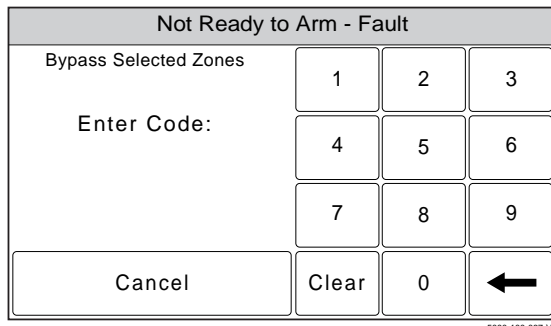 Not Ready to Arm - Fault
Bypass Selected Zones
Enter Code:
1 2 3
4 5 6
7 8 9
Cancel Clear 0